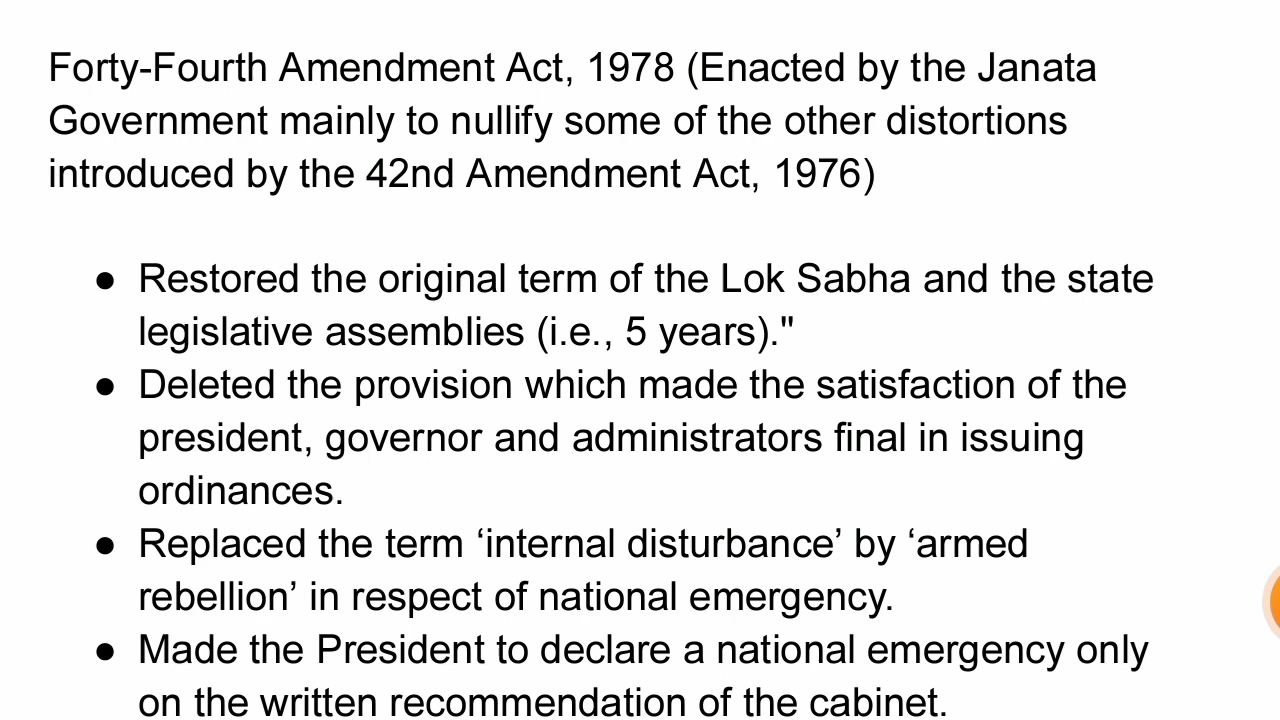 Forty-Fourth Amendment Act, 1978 (Enacted by the Janata
Government mainly to nullify some of the other distortions
introduced by the 42nd Amendment Act, 1976)
● Restored the original term of the Lok Sabha and the state
legislative assemblies (i.e., 5 years)."
● Deleted the provision which made the satisfaction of the
president, governor and administrators final in issuing
ordinances.
● Replaced the term ‘internal disturbance’ by ‘armed
rebellion’ in respect of national emergency.
● Made the President to declare a national emergency only
on the written recommendation of the cabinet.